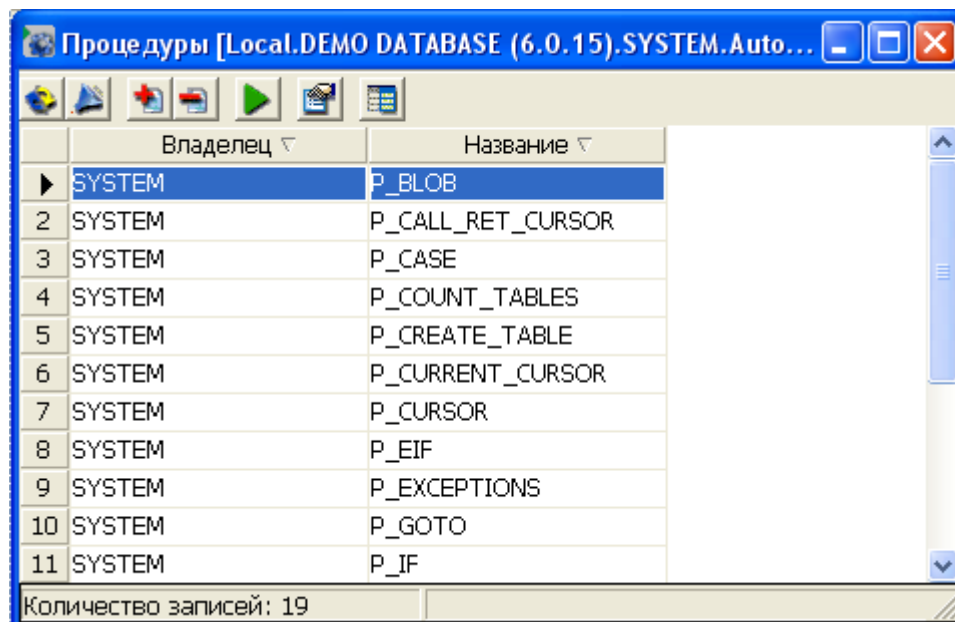 Процедуры [Local.DEMO DATABASE (6.0.15).SYSTEM.Auto...
Владелец Название
SYSTEM P_BLOB
2 SYSTEM P_CALL_RET_CURSOR
3 SYSTEM P_CASE
4 SYSTEM P_COUNT_TABLES
5 SYSTEM P_CREATE_TABLE
6 SYSTEM P_CURRENT_CURSOR
7 SYSTEM P_CURSOR
8 SYSTEM P_EIF
9 SYSTEM P_EXCEPTIONS
10 SYSTEM P_GOTO
11 SYSTEM P_IF
Количество записей: 19